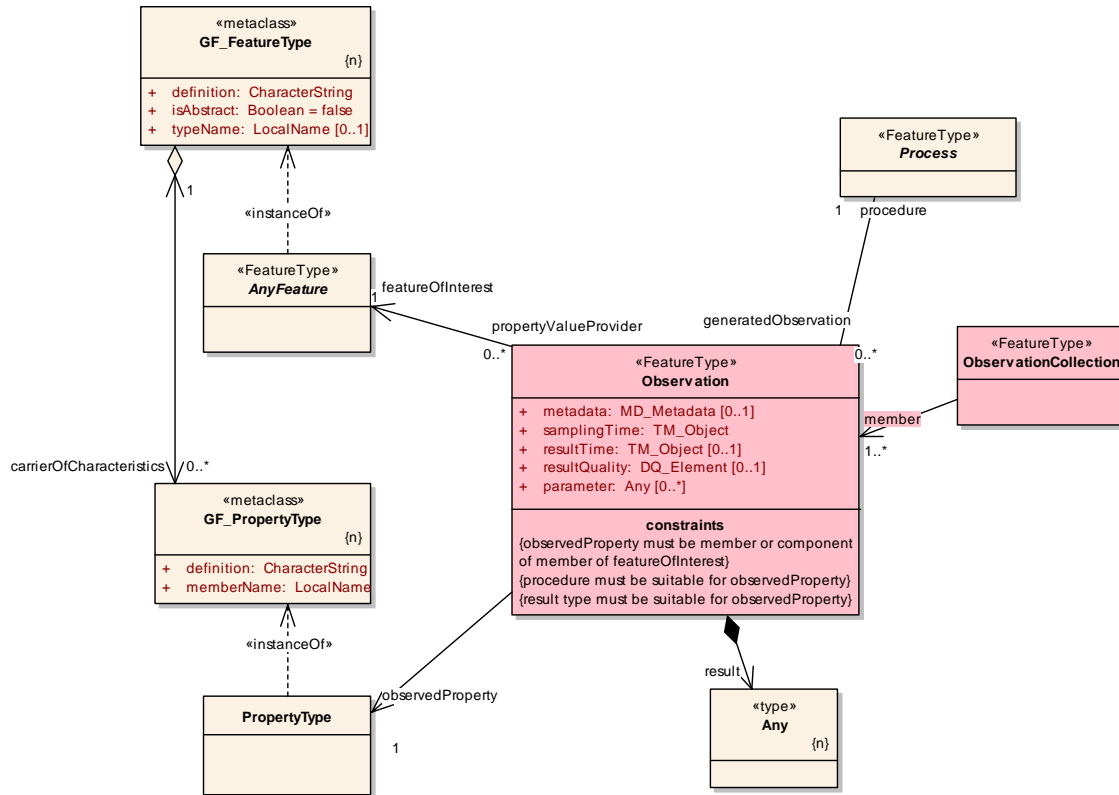 «metaclass»
GF_FeatureType
{n}
+ definition: CharacterString
+ isAbstract: Boolean = false
+ typeName: LocalName [0..1]
1
«instanceOf»
«FeatureType»
Process
1 procedure
«FeatureType»
AnyFeature
featureOfInterest
1
propertyValueProvider
0..*
generatedObservation
0..*
«FeatureType»
ObservationCollection
member
1..*
«FeatureType»
Observation
+ metadata: MD_Metadata [0..1]
+ samplingTime: TM_Object
+ resultTime: TM_Object [0..1]
+ resultQuality: DQ_Element [0..1]
+ parameter: Any [0..*]
constraints
{observedProperty must be member or component
of member of featureOfInterest}
{procedure must be suitable for observedProperty}
{result type must be suitable for observedProperty}
carrierOfCharacteristics
0..*
«metaclass»
GF_PropertyType
{n}
+ definition: CharacterString
+ memberName: LocalName
«instanceOf»
PropertyType
observedProperty
1
result
«type»
Any
{n}